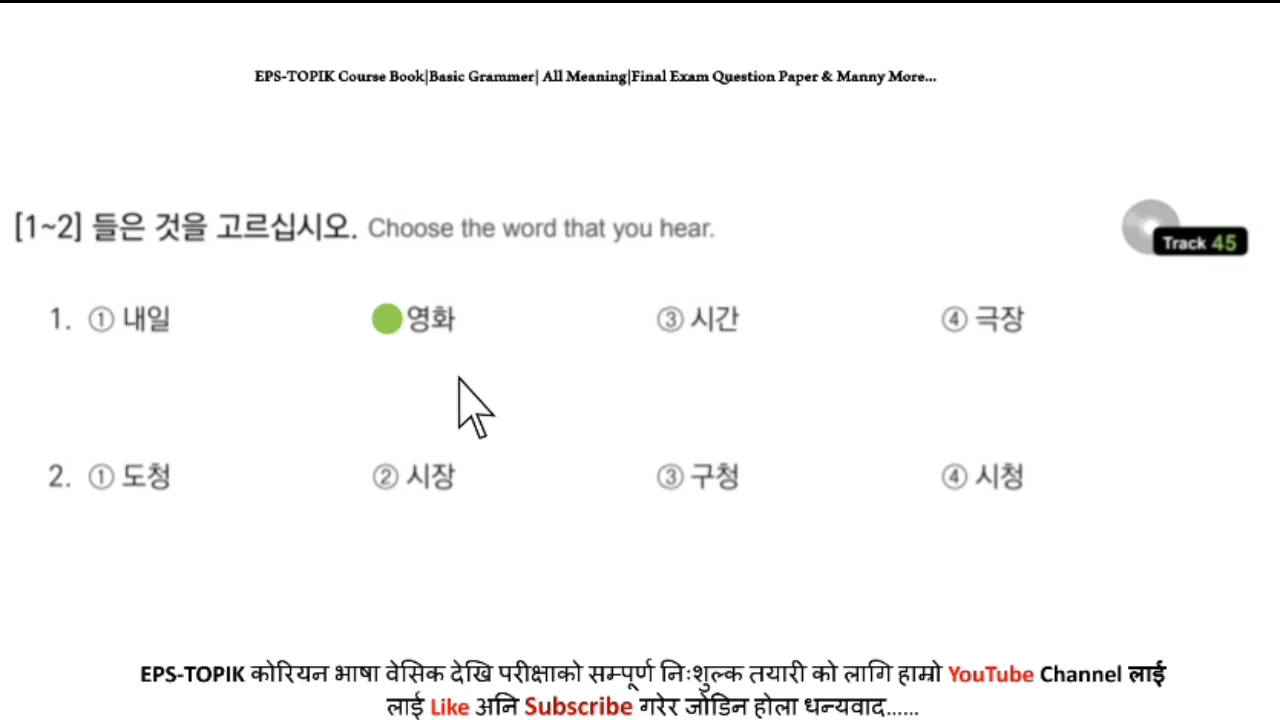 EPS-TOPIK Course Book|Basic Grammer| All Meaning|Final Exam Question Paper & Manny More...
[1~2] 들은 것을 고르십시오. Choose the word that you hear.
Track 45
1. ① 내일 영화 ③ 시간 ④ 극장
2. ① 도청 ② 시장 ③ 구청 ④ 시청
EPS-TOPIK कोरियन भाषा वेसिक देखि परीक्षाको सम्पूर्ण निःशुल्क तयारी को लागि हाम्रो YouTube Channel लाई
लाई Like अनि Subscribe गरेर जोडिन होला धन्यवाद......